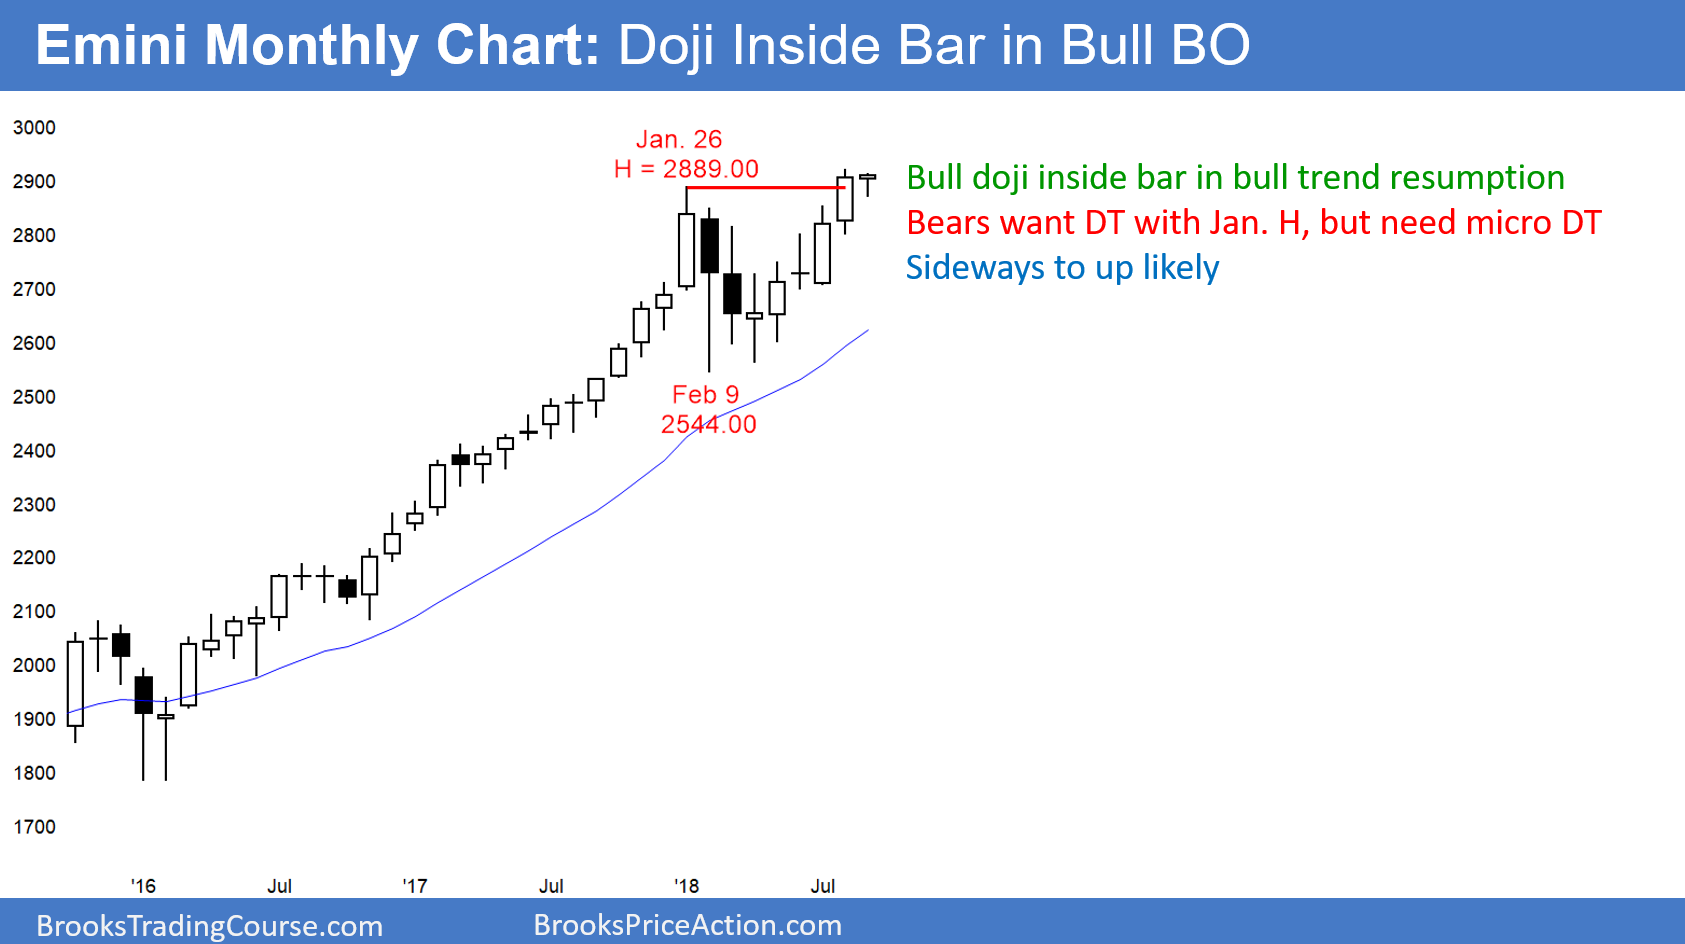 Emini Monthly Chart: Doji Inside Bar in Bull BO
3000
2900
2800
2700
2600
2500
2400
2300
2200
2100
2000
1900
1800
1700
Jan. 26
H = 2889.00
Feb 9
2544.00
Bull doji inside bar in bull trend resumption
Bears want DT with Jan. H, but need micro DT
Sideways to up likely
'16
Jul
'17
Jul
'18
Jul
BrooksTradingCourse.com
BrooksPriceAction.com